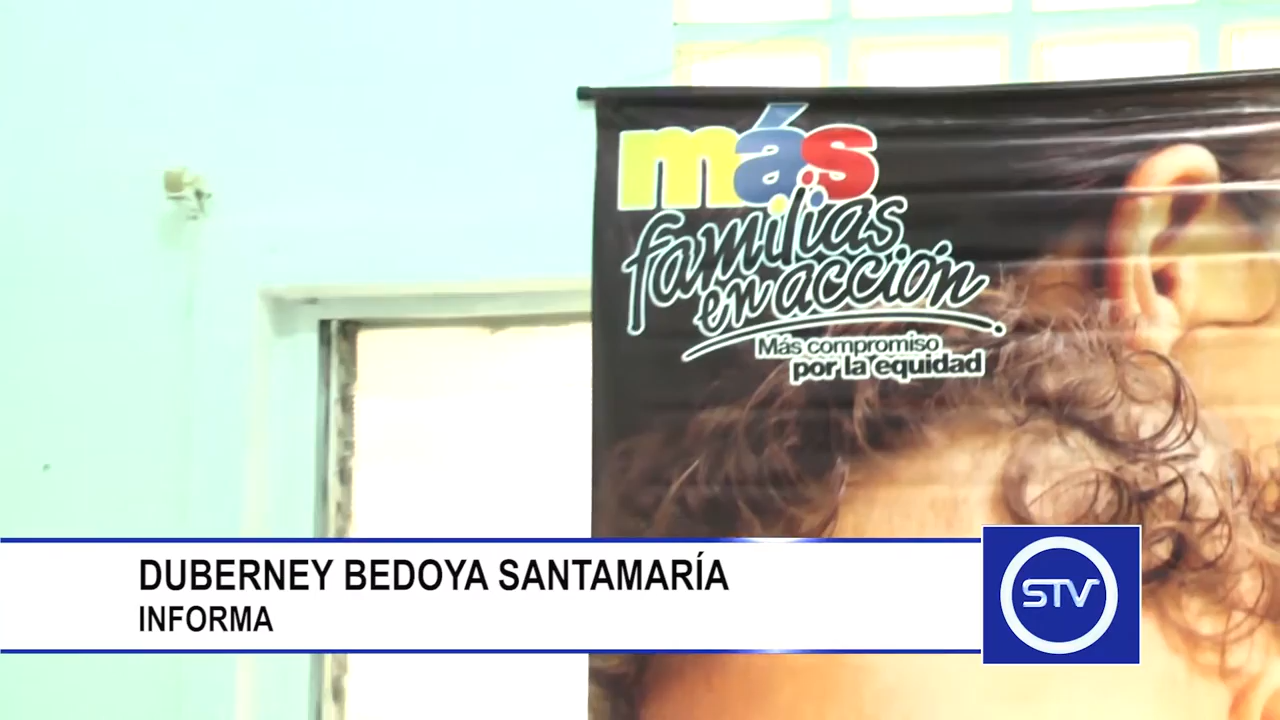 más
familias
en acción
Más compromiso
por la equidad
DUBERNEY BEDOYA SANTAMARÍA
INFORMA
STV